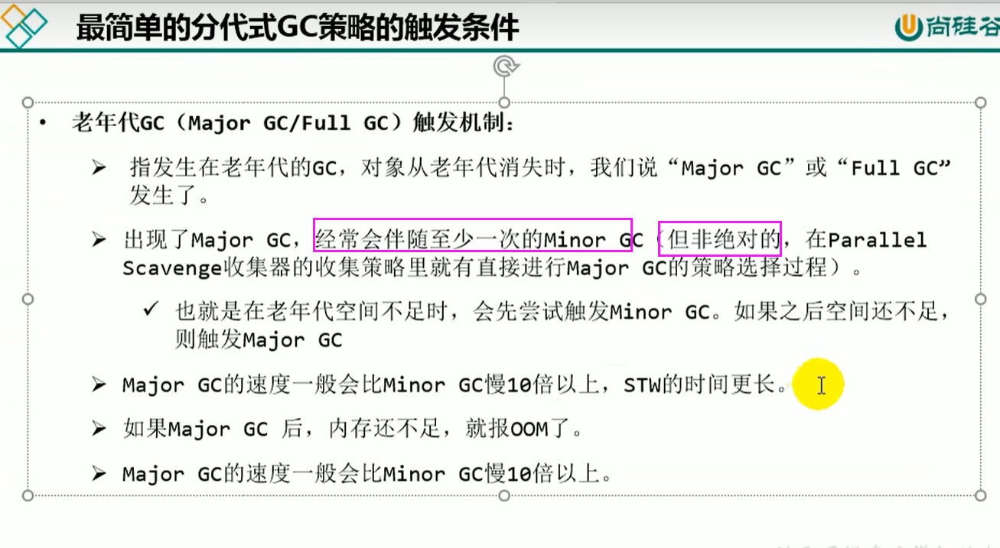 最简单的分代式GC策略的触发条件
尚硅谷
• 老年代GC（Major GC/Full GC）触发机制：
➢ 指发生在老年代的GC，对象从老年代消失时，我们说“Major GC”或“Full GC”
发生了。
➢ 出现了Major GC，经常会伴随至少一次的Minor GC（但非绝对的，在Parallel
Scavenge收集器的收集策略里就有直接进行Major GC的策略选择过程）。
✓ 也就是在老年代空间不足时，会先尝试触发Minor GC。如果之后空间还不足，
则触发Major GC
➢ Major GC的速度一般会比Minor GC慢10倍以上，STW的时间更长。
➢ 如果Major GC 后，内存还不足，就报OOM了。
➢ Major GC的速度一般会比Minor GC慢10倍以上。